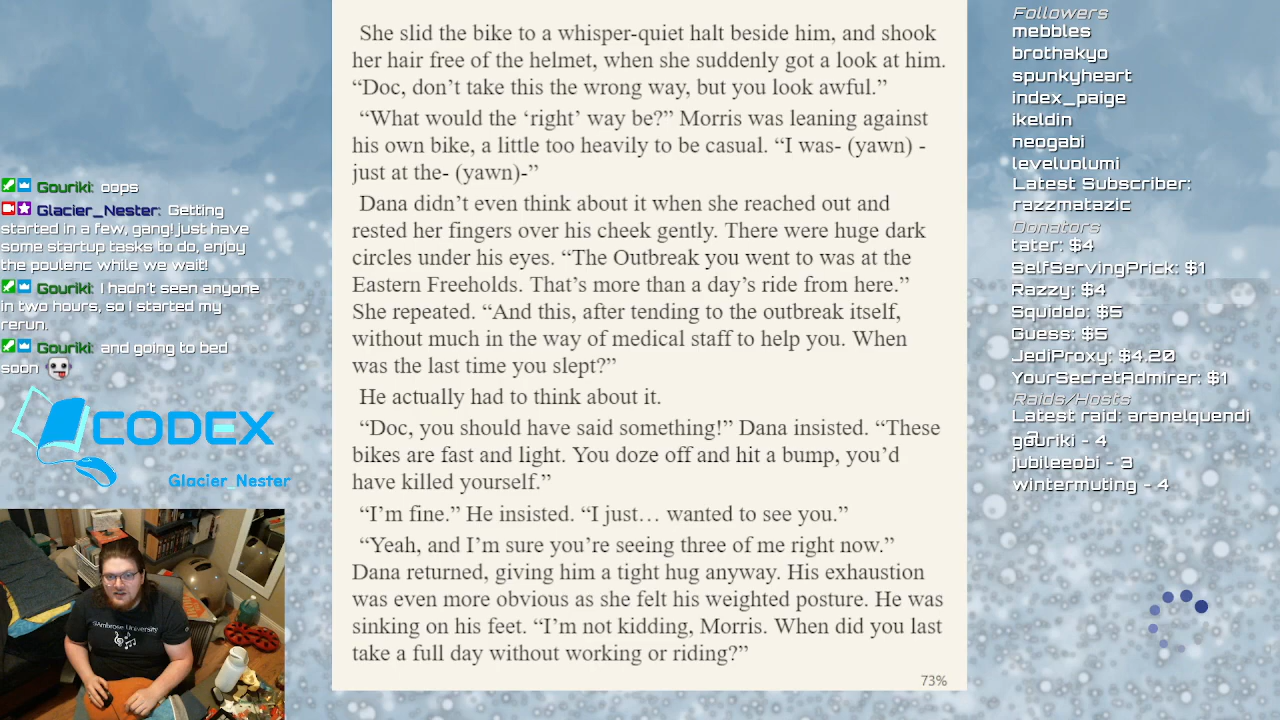 She slid the bike to a whisper-quiet halt beside him, and shook
her hair free of the helmet, when she suddenly got a look at him.
“Doc, don’t take this the wrong way, but you look awful.”
“What would the ‘right’ way be?” Morris was leaning against
his own bike, a little too heavily to be casual. “I was- (yawn) -
just at the- (yawn)-”
Dana didn’t even think about it when she reached out and
rested her fingers over his cheek gently. There were huge dark
circles under his eyes. “The Outbreak you went to was at the
Eastern Freeholds. That’s more than a day’s ride from here.”
She repeated. “And this, after tending to the outbreak itself,
without much in the way of medical staff to help you. When
was the last time you slept?”
He actually had to think about it.
“Doc, you should have said something!” Dana insisted. “These
bikes are fast and light. You doze off and hit a bump, you’d
have killed yourself.”
“I’m fine.” He insisted. “I just… wanted to see you.”
“Yeah, and I’m sure you’re seeing three of me right now.”
Dana returned, giving him a tight hug anyway. His exhaustion
was even more obvious as she felt his weighted posture. He was
sinking on his feet. “I’m not kidding, Morris. When did you last
take a full day without working or riding?”
73%
Gouriki: oops
Glacier_Nester: Getting
started in a few, gang! just have
some startup tasks to do, enjoy
the poulenc while we wait!
Gouriki: I hadn't seen anyone
in two hours, so I started my
rerun.
Gouriki: and going to bed
soon
CODEX
Glacier_Nester
Ambrose University
Followers
mebbles
brothakyo
spunkyheart
index_paige
ikeldin
neogabi
levelupllumi
Latest Subscriber:
razzmatazic
Donators
tater: $4
SelfServingPrick: $1
Razzy: $4
Squiddo: $5
Guess: $5
JediProxy: $4.20
YourSecretAdmirer: $1
Raids/Hosts
Latest raid: aranelquendi
gouriki - 4
jubileeobi - 3
wintermuting - 4